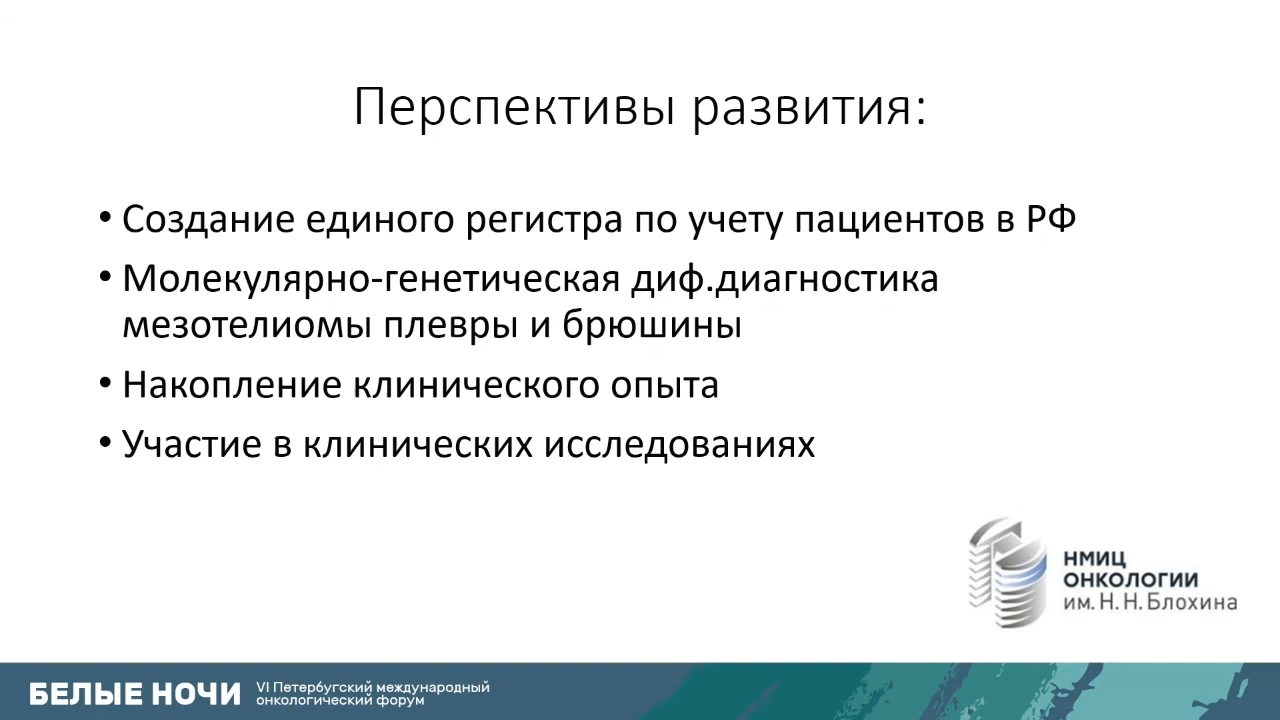 Перспективы развития:
• Создание единого регистра по учету пациентов в РФ
• Молекулярно-генетическая диф.диагностика
мезотелиомы плевры и брюшины
• Накопление клинического опыта
• Участие в клинических исследованиях
НМИЦ
ОНКОЛОГИИ
им. Н. Н. Блохина
БЕЛЫЕ НОЧИ
VI Петербугский международный
онкологический форум